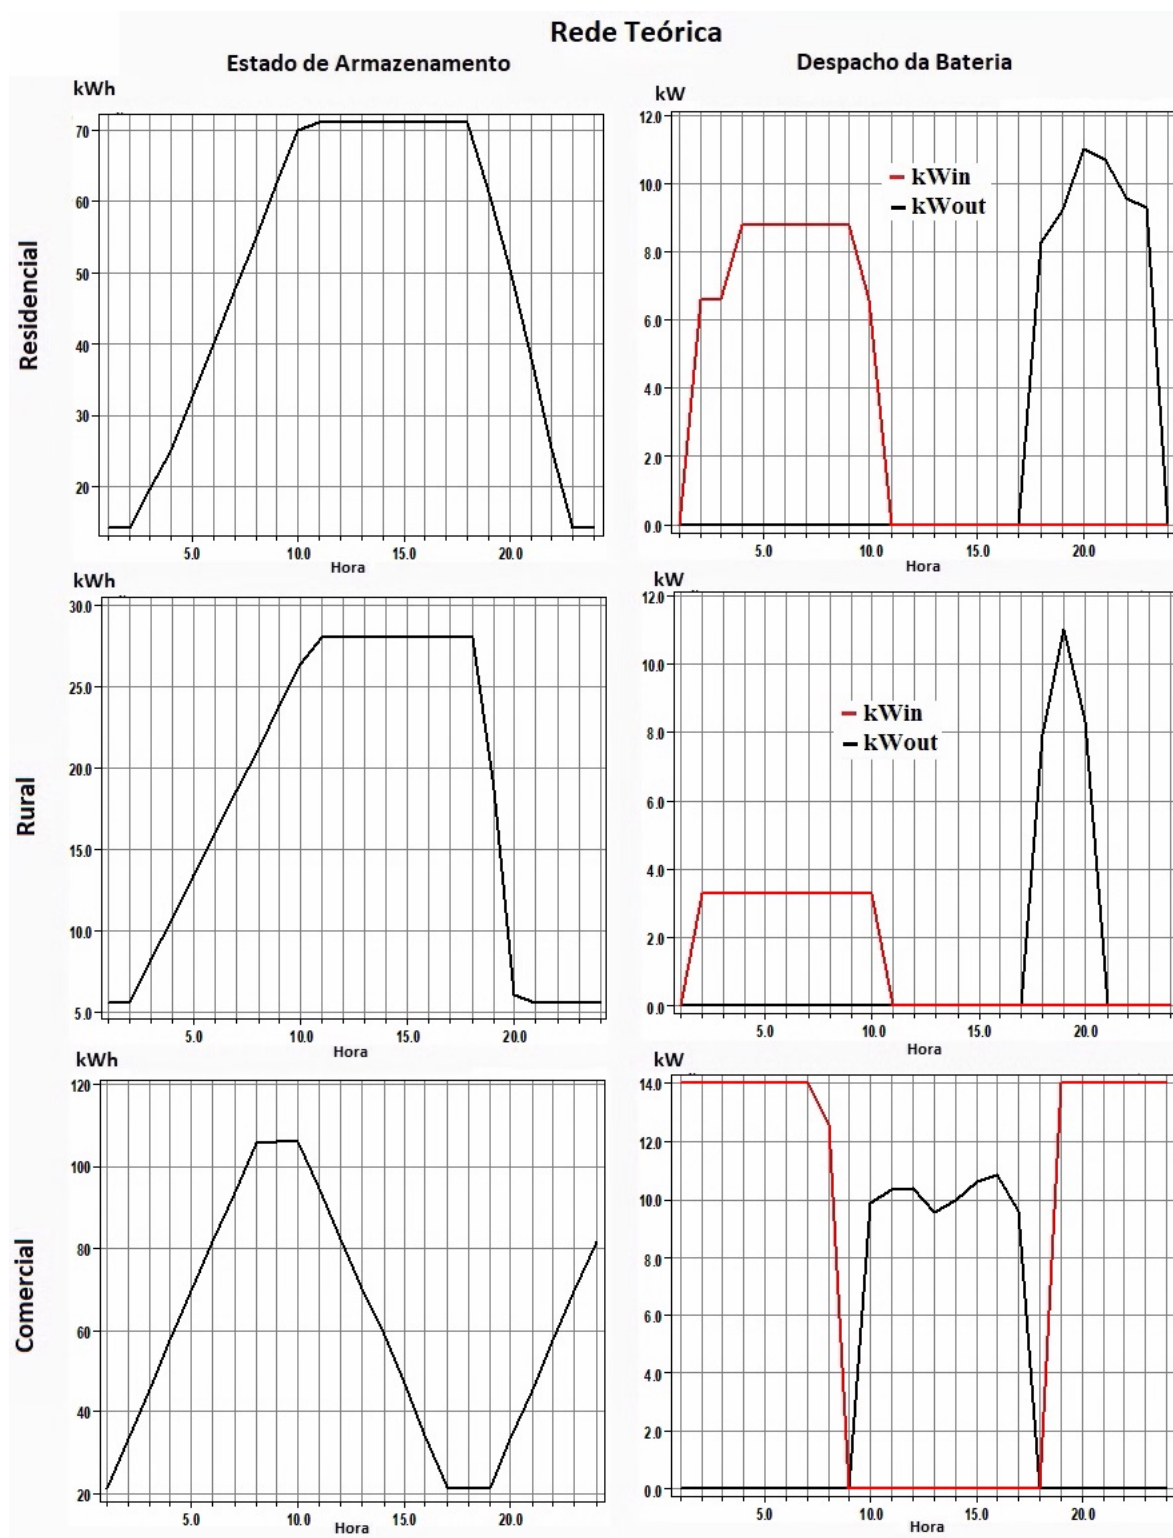 Rede Teórica
Estado de Armazenamento
Despacho da Bateria
Residencial
kWh
70
60
50
40
30
20
5.0 10.0 15.0 20.0
Hora
kW
12.0
10.0
8.0
6.0
4.0
2.0
0.0
kWin
kWout
5.0 10.0 15.0 20.0
Hora
Rural
kWh
30.0
25.0
20.0
15.0
10.0
5.0
5.0 10.0 15.0 20.0
Hora
kW
12.0
10.0
8.0
6.0
4.0
2.0
0.0
kWin
kWout
5.0 10.0 15.0 20.0
Hora
Comercial
kWh
120
100
80
60
40
20
5.0 10.0 15.0 20.0
Hora
kW
14.0
12.0
10.0
8.0
6.0
4.0
2.0
0.0
5.0 10.0 15.0 20.0
Hora